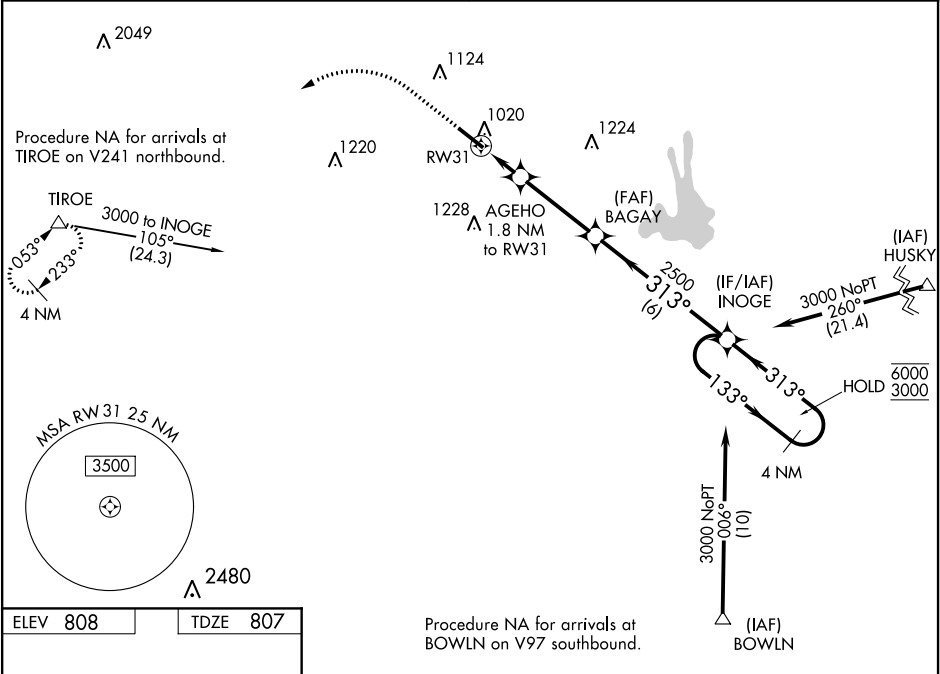 2049
1124
1020
1224
1220
RW31
Procedure NA for arrivals at
TIROE on V241 northbound.
TIROE
3000 to INOGE
105°
(24.3)
053°
233°
4 NM
1228
AGEHO
1.8 NM
to RW31
(FAF)
BAGAY
2500
313°
(6)
(IF/IAF)
INOGE
(IAF)
HUSKY
3000 NoPT
260°
(21.4)
133°
313°
HOLD
6000
3000
4 NM
MSA RW 31 25 NM
3500
3000 NoPT
006°
(10)
2480
ELEV 808
TDZE 807
Procedure NA for arrivals at
BOWLN on V97 southbound.
(IAF)
BOWLN